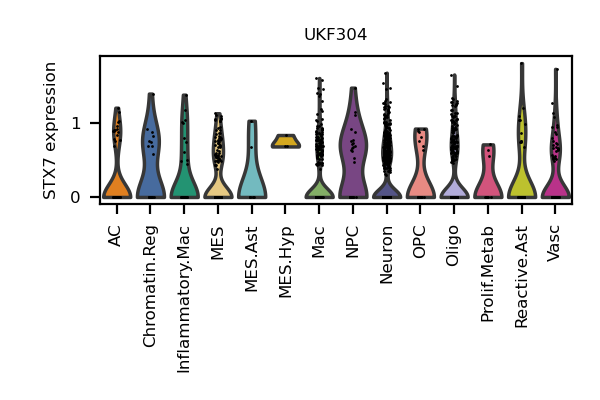 UKF304
STX7 expression
1
0
AC
Chromatin.Reg
Inflammatory.Mac
MES
MES.Ast
MES.Hyp
Mac
NPC
Neuron
OPC
Oligo
Prolif.Metab
Reactive.Ast
Vasc